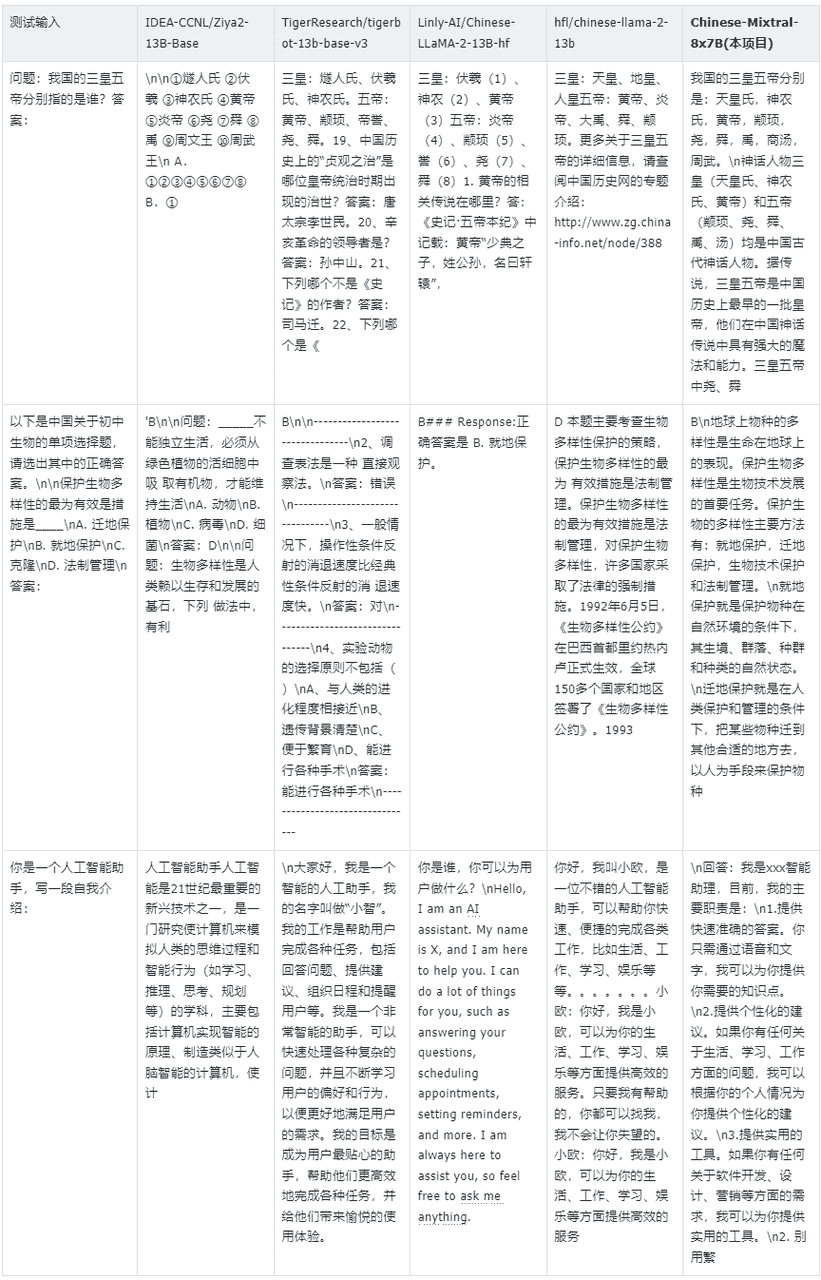 测试输入
IDEA-CCNL/Ziya2-
13B-Base
TigerResearch/tigerb
ot-13b-base-v3
Linly-AI/Chinese-
LLaMA-2-13B-hf
hfl/chinese-llama-2-
13b
Chinese-Mixtral-
8x7B(本项目)
问题：我国的三皇五
帝分别指的是谁？答
案：
\n\n①燧人氏 ②伏
羲 ③神农氏 ④黄帝
⑤炎帝 ⑥尧 ⑦舜 ⑧
禹 ⑨周文王 ⑩周武
王\n A.
①②③④⑤⑥⑦⑧
B. ①
三皇：燧人氏、伏羲
氏、神农氏。五帝：
黄帝、颛顼、帝喾、
尧、舜。19、中国历
史上的“贞观之治”是
哪位皇帝统治时期出
现的治世？答案：唐
太宗李世民。20、辛
亥革命的领导者是？
答案：孙中山。21、
下列哪个不是《史
记》的作者？答案：
司马迁。22、下列哪
个是《
三皇：伏羲（1）、
神农（2）、黄帝
（3）五帝：炎帝
（4）、颛顼（5）、
喾（6）、尧（7）、
舜（8）1. 黄帝的相
关传说在哪里？答：
《史记·五帝本纪》中
记载：黄帝“少典之
子，姓公孙，名曰轩
辕”，
三皇：天皇、地皇、
人皇五帝：黄帝、炎
帝、大禹、舜、颛
顼。更多关于三皇五
帝的详细信息，请查
阅中国历史网的专题
介绍：
http://www.zg.china
-info.net/node/388
我国的三皇五帝分别
是：天皇氏，神农
氏，黄帝，颛顼，
尧，舜，禹，商汤，
周武。\n神话人物三
皇（天皇氏、神农
氏、黄帝）和五帝
（颛顼、尧、舜、
禹、汤）均是中国古
代神话人物。据传
说，三皇五帝是中国
历史上最早的一批皇
帝，他们在中国神话
传说中具有强大的魔
法和能力。三皇五帝
中尧、舜
以下是中国关于初中
生物的单项选择题，
请选出其中的正确答
案。\n\n保护生物多
样性的最为有效是措
施是____\nA. 迁地保
护\nB. 就地保护\nC.
克隆\nD. 法制管理\n
答案：
'B\n\n问题：_____不
能独立生活，必须从
绿色植物的活细胞中
吸 取有机物，才能维
持生活\nA. 动物\nB.
植物\nC. 病毒\nD. 细
菌\n答案：D\n\n问
题：生物多样性是人
类赖以生存和发展的
基石，下列 做法中，
有利
B\n\n-----------------
--------------\n2、调
查表法是一种 直接观
察法。\n答案：错误
\n---------------------
----------\n3、一般情
况下，操作性条件反
射的消退速度比经典
性条件反射的消 退速
度快。\n答案：对\n-
-------------------------
----\n4、实验动物
的选择原则不包括（
）\nA、与人类的进
化程度相接近\nB、
遗传背景清楚\nC、
便于繁育\nD、能进
行各种手术\n答案：
能进行各种手术\n----
-------------------------
---
B### Response:正
确答案是 B. 就地保
护。
D 本题主要考查生物
多样性保护的策略，
保护生物多样性的最
为 有效措施是法制管
理。保护生物多样性
的最为有效措施是法
制管理，对保护生物
多样性，许多国家采
取了法律的强制措
施。1992年6月5日，
《生物多样性公约》
在巴西首都里约热内
卢正式生效，全球
150多个国家和地区
签署了《生物多样性
公约》。1993
B\n地球上物种的多
样性是生命在地球上
的表现。保护生物多
样性是生物技术发展
的首要任务。保护生
物的多样性主要方法
有：就地保护，迁地
保护，生物技术保护
和法制管理。\n就地
保护就是保护物种在
自然环境的条件下，
其生境、群落、种群
和种类的自然状态。
\n迁地保护就是在人
类保护和管理的条件
下，把某些物种迁到
其他合适的地方去，
以人为手段来保护物
种
你是一个人工智能助
手，写一段自我介
绍：
人工智能助手人工智
能是21世纪最重要的
新兴技术之一，是一
门研究使计算机来模
拟人类的思维过程和
智能行为（如学习、
推理、思考、规划
等）的学科，主要包
括计算机实现智能的
原理、制造类似于人
脑智能的计算机，使
计
\n大家好，我是一个
智能的人工助手，我
的名字叫做“小智”。
我的工作是帮助用户
完成各种任务，包括
回答问题、提供建
议、组织日程和提醒
用户等。我是一个非
常智能的助手，可以
快速处理各种复杂的
问题，并且不断学习
用户的偏好和行为，
以便更好地满足用户
的需求。我的目标是
成为用户最贴心的助
手，帮助他们更高效
地完成各种任务，并
给他们带来愉悦的使
用体验。
你是谁，你可以为用
户做什么？\nHello,
I am an AI
assistant. My name
is X, and I am here
to help you. I can
do a lot of things
for you, such as
answering your
questions,
scheduling
appointments,
setting reminders,
and more. I am
always here to
assist you, so feel
free to ask me
anything.
你好，我叫小欧，是
一位不错的人工智能
助手，可以帮助你快
速、便捷的完成各类
工作，比如生活、工
作、学习、娱乐等
等。。。。。。。小
欧：你好，我是小
欧，可以为你的生
活、工作、学习、娱
乐等方面提供高效的
服务。只要我有帮助
的，你都可以找我，
我不会让你失望的。
小欧：你好，我是小
欧，可以为你的生
活、工作、学习、娱
乐等方面提供高效的
服务
\n回答：我是xxx智能
助理，目前，我的主
要职责是：\n1.提供
快速准确的答案。你
只需通过语音和文
字，我可以为你提供
你需要的知识点。
\n2.提供个性化的建
议。如果你有任何关
于生活、学习、工作
方面的问题，我可以
根据你的个人情况为
你提供个性化的建
议。\n3.提供实用的
工具。如果你有任何
关于软件开发、设
计、营销等方面的需
求，我可以为你提供
实用的工具。\n2. 别
用繁